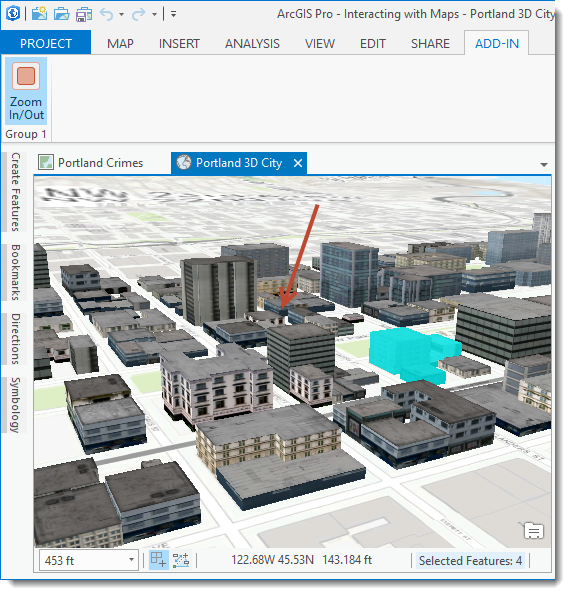 ArcGIS Pro - Interacting with Maps - Portland 3D City
PROJECT MAP INSERT ANALYSIS VIEW EDIT SHARE ADD-IN
Zoom
In/Out
Group 1
Portland Crimes Portland 3D City
Create Features
Bookmarks
Directions
Symbology
NW
453 ft 122.68W 45.53N 143.184 ft Selected Features: 4